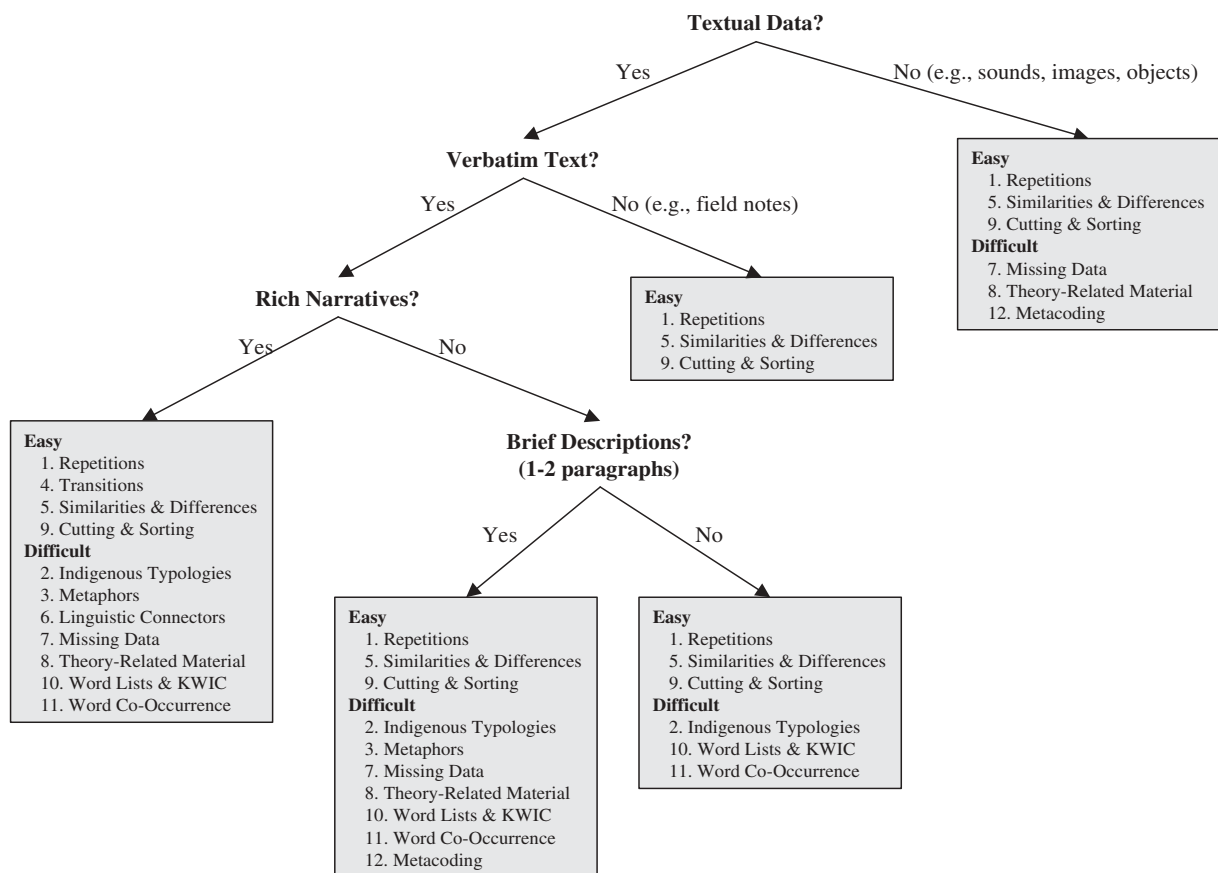 Textual Data?
Yes
No (e.g., sounds, images, objects)
Verbatim Text?
Easy
1. Repetitions
5. Similarities & Differences
9. Cutting & Sorting
Difficult
7. Missing Data
8. Theory-Related Material
12. Metacoding
Yes
No (e.g., field notes)
Rich Narratives?
Easy
1. Repetitions
5. Similarities & Differences
9. Cutting & Sorting
Yes
No
Easy
1. Repetitions
4. Transitions
5. Similarities & Differences
9. Cutting & Sorting
Difficult
2. Indigenous Typologies
3. Metaphors
6. Linguistic Connectors
7. Missing Data
8. Theory-Related Material
10. Word Lists & KWIC
11. Word Co-Occurrence
Brief Descriptions?
(1-2 paragraphs)
Yes
No
Easy
1. Repetitions
5. Similarities & Differences
9. Cutting & Sorting
Difficult
2. Indigenous Typologies
3. Metaphors
7. Missing Data
8. Theory-Related Material
10. Word Lists & KWIC
11. Word Co-Occurrence
12. Metacoding
Easy
1. Repetitions
5. Similarities & Differences
9. Cutting & Sorting
Difficult
2. Indigenous Typologies
10. Word Lists & KWIC
11. Word Co-Occurrence